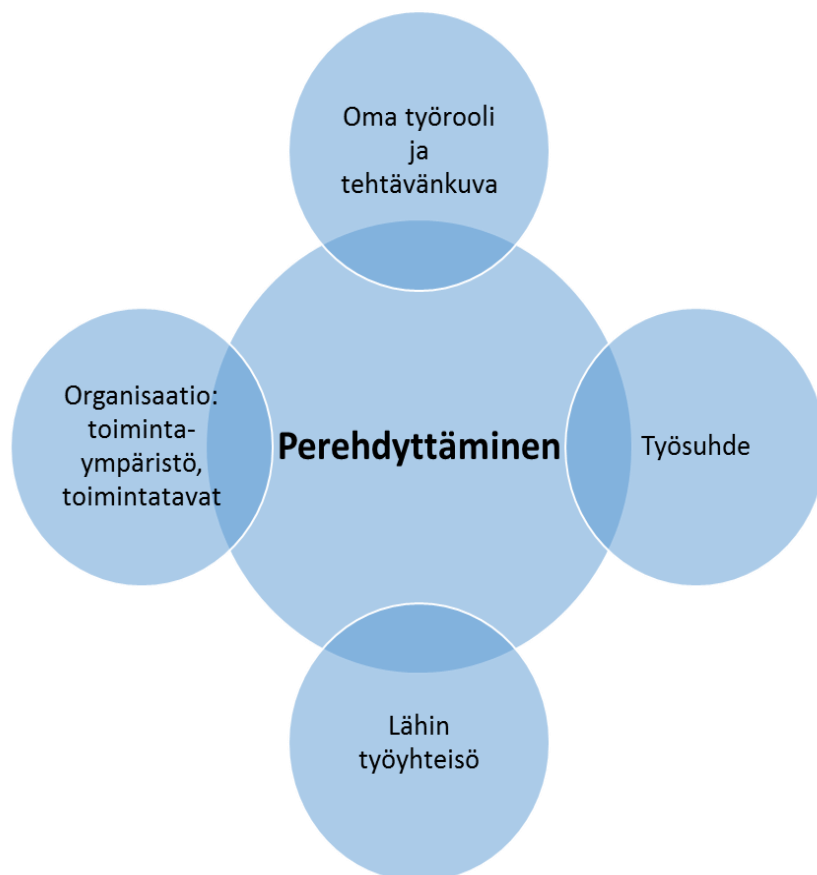 Oma työrooli
ja
tehtävänkuva
Organisaatio:
toiminta-
ympäristö,
toimintatavat
Perehdyttäminen
Työsuhde
Lähin
työyhteisö